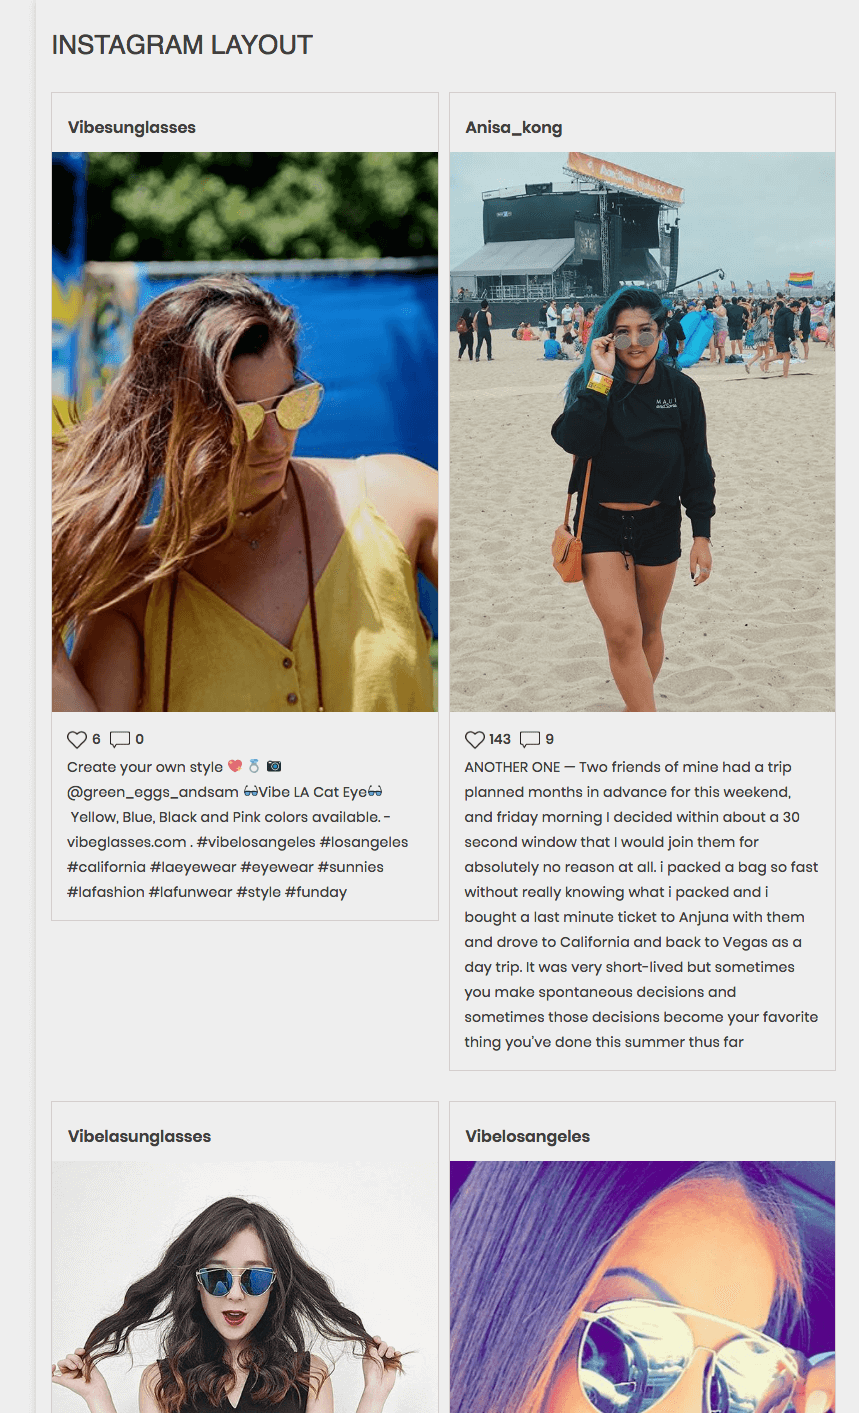 INSTAGRAM LAYOUT
Vibesunglasses
Anisa_kong
MAUI
6 0
Create your own style ❤️ 💍 📷
@green_eggs_andsam 👓Vibe LA Cat Eye👓
Yellow, Blue, Black and Pink colors available. -
vibeglasses.com . #vibelosangeles #losangeles
#california #laeyewear #eyewear #sunnies
#lafashion #lafunwear #style #funday
143 9
ANOTHER ONE — Two friends of mine had a trip
planned months in advance for this weekend,
and friday morning I decided within about a 30
second window that I would join them for
absolutely no reason at all. i packed a bag so fast
without really knowing what i packed and i
bought a last minute ticket to Anjuna with them
and drove to California and back to Vegas as a
day trip. It was very short-lived but sometimes
you make spontaneous decisions and
sometimes those decisions become your favorite
thing you've done this summer thus far
Vibelasunglasses
Vibelosangeles